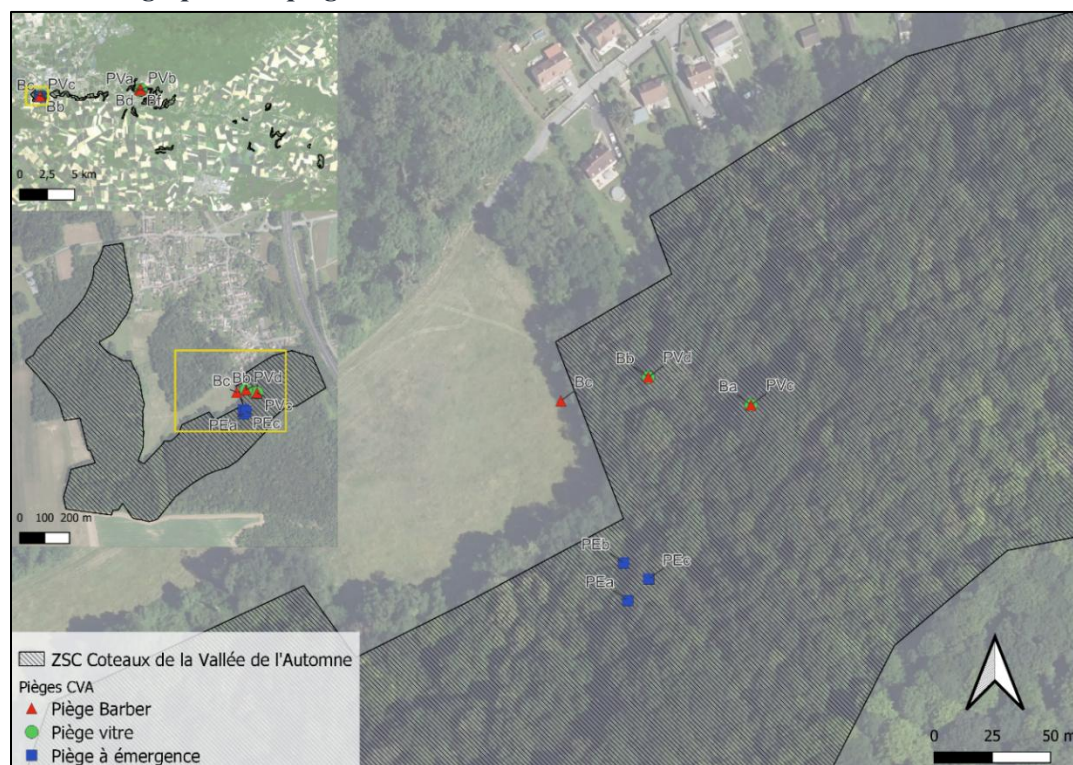 PVa PVb
PVc
Bb
Bd Bf
0 2,5 5 km
Bc Bb PVd
PVc
PEa PEc
0 100 200 m
Bb PVd
Bc
Ba PVc
PEb
PEc
PEa
ZSC Coteaux de la Vallée de l'Automne
Pièges CVA
Piège Barber
Piège vitre
Piège à émergence
0 25 50 m